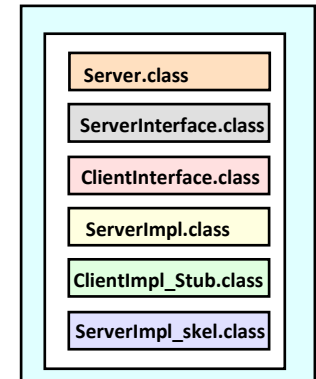 Server.class
ServerInterface.class
ClientInterface.class
ServerImpl.class
ClientImpl_Stub.class
ServerImpl_skel.class